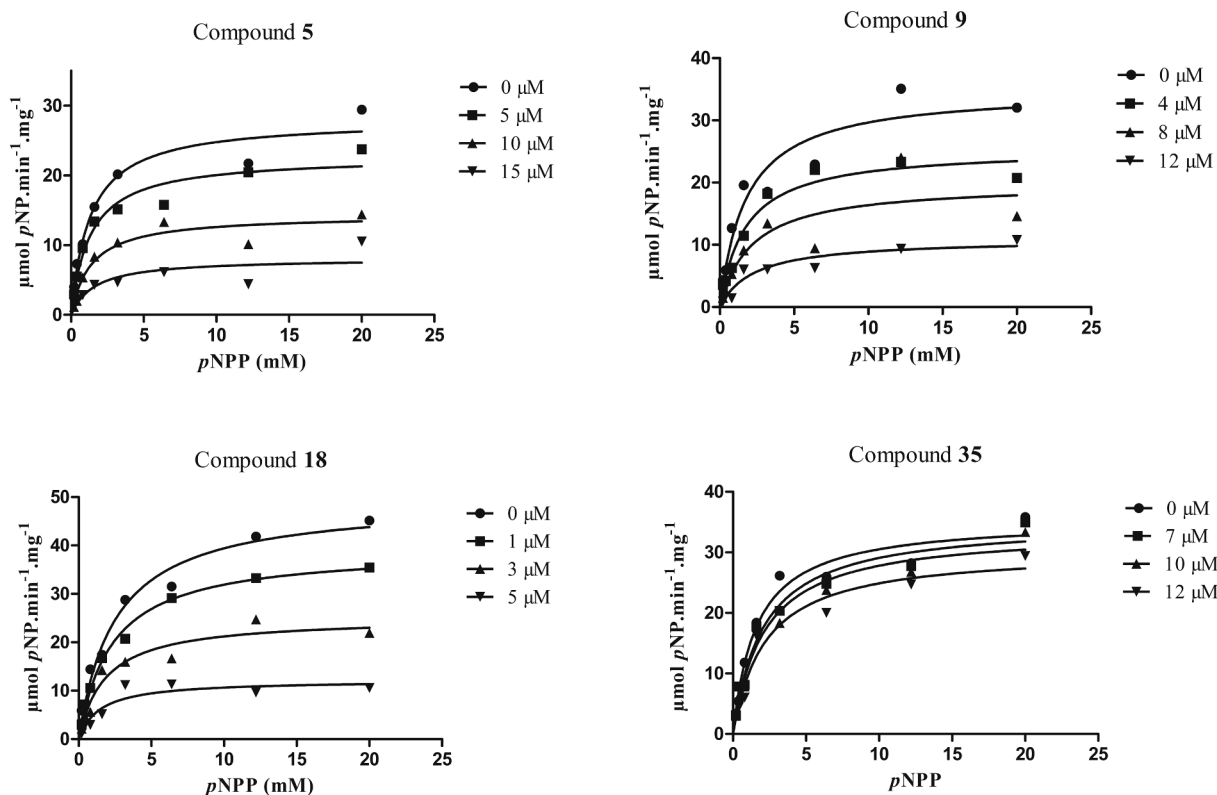 Compound 5
μmol pNP.min⁻¹.mg⁻¹
30
20
10
0
0 5 10 15 20 25
pNPP (mM)
0 μM
5 μM
10 μM
15 μM
Compound 9
μmol pNP.min⁻¹.mg⁻¹
40
30
20
10
0
0 5 10 15 20 25
pNPP (mM)
0 μM
4 μM
8 μM
12 μM
Compound 18
μmol pNP.min⁻¹.mg⁻¹
50
40
30
20
10
0
0 5 10 15 20 25
pNPP (mM)
0 μM
1 μM
3 μM
5 μM
Compound 35
μmol pNP.min⁻¹.mg⁻¹
40
30
20
10
0
0 5 10 15 20 25
pNPP
0 μM
7 μM
10 μM
12 μM